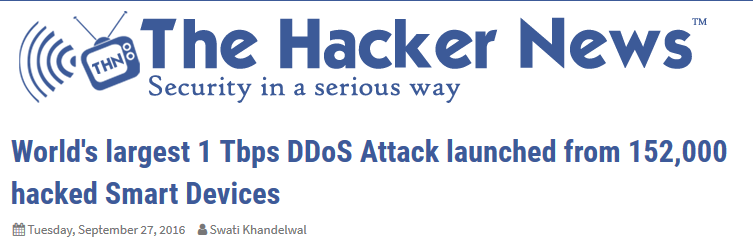 THN
The Hacker News™
Security in a serious way
World's largest 1 Tbps DDoS Attack launched from 152,000
hacked Smart Devices
Tuesday, September 27, 2016 Swati Khandelwal